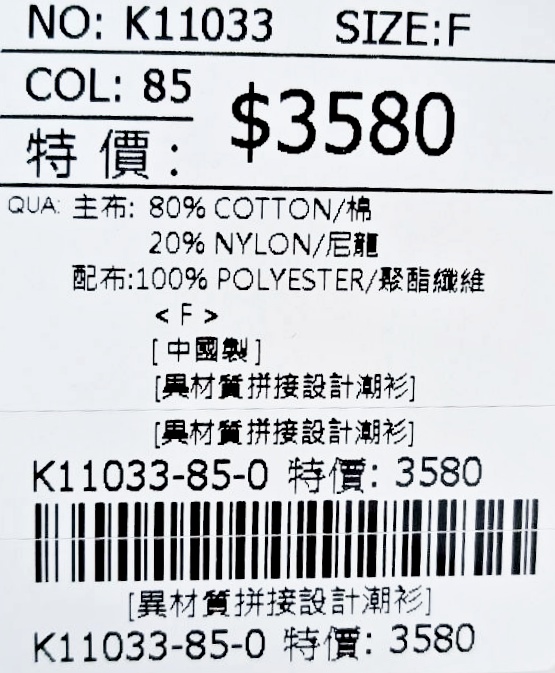 NO: K11033 SIZE:F
COL: 85
$3580
特 價:
QUA: 主布: 80% COTTON/棉
20% NYLON/尼龍
配布:100% POLYESTER/聚酯纖維
< F >
[ 中國製 ]
[異材質拼接設計潮衫]
[異材質拼接設計潮衫]
K11033-85-0 特價: 3580
[異材質拼接設計潮衫]
K11033-85-0 特價: 3580